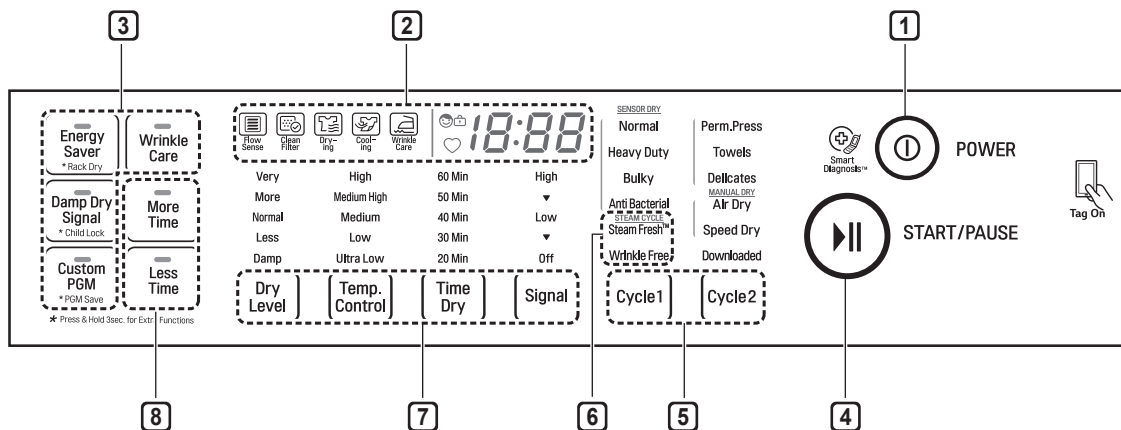 3
2
1
Energy
Saver
* Rack Dry
Wrinkle
Care
Damp Dry
Signal
* Child Lock
More
Time
Custom
PGM
* PGM Save
Less
Time
* Press & Hold 3sec. for Extra Functions
Flow
Sense
Clean
Filter
Dry-
ing
Cool-
ing
Wrinkle
Care
18:88
Very High 60 Min High
More Medium High 50 Min ▼
Normal Medium 40 Min Low
Less Low 30 Min ▼
Damp Ultra Low 20 Min Off
Dry
Level
Temp.
Control
Time
Dry
Signal
SENSOR DRY
Normal
Heavy Duty
Bulky
Anti Bacterial
STEAM CYCLE
Steam Fresh™
Wrinkle Free
Perm.Press
Towels
Delicates
MANUAL DRY
Air Dry
Speed Dry
Downloaded
Cycle1
Cycle2
Smart
Diagnosis™
POWER
START/PAUSE
Tag On
8
7
6
5
4